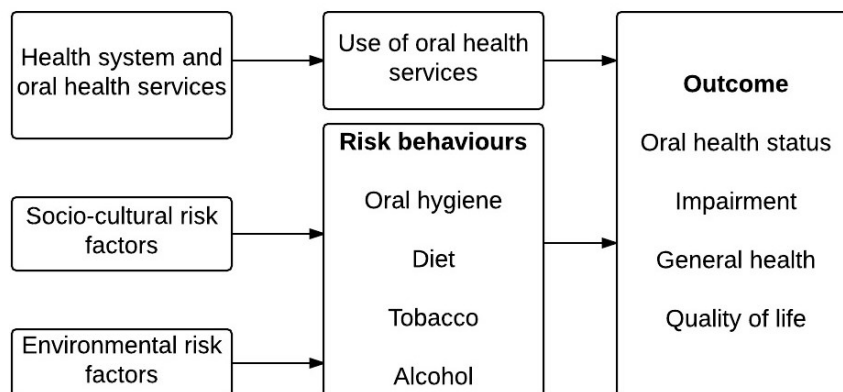 Health system and
oral health services
Use of oral health
services
Socio-cultural risk
factors
Environmental risk
factors
Risk behaviours
Oral hygiene
Diet
Tobacco
Alcohol
Outcome
Oral health status
Impairment
General health
Quality of life